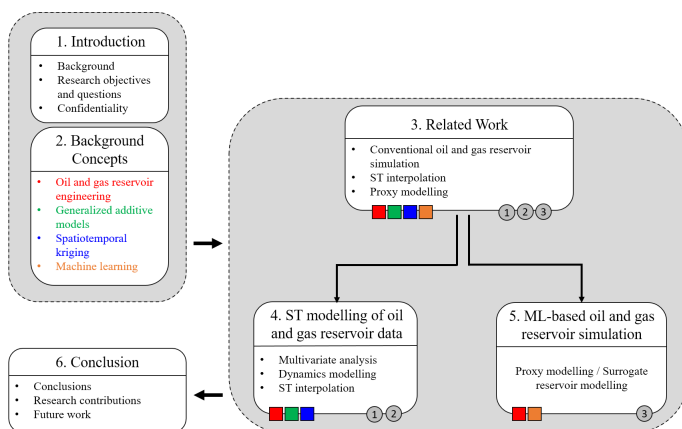 1. Introduction
• Background
• Research objectives
and questions
• Confidentiality
2. Background
Concepts
• Oil and gas reservoir
engineering
• Generalized additive
models
• Spatiotemporal
kriging
• Machine learning
3. Related Work
• Conventional oil and gas reservoir
simulation
• ST interpolation
• Proxy modelling
1 2 3
4. ST modelling of oil
and gas reservoir data
• Multivariate analysis
• Dynamics modelling
• ST interpolation
1 2
5. ML-based oil and gas
reservoir simulation
Proxy modelling / Surrogate
reservoir modelling
3
6. Conclusion
• Conclusions
• Research contributions
• Future work